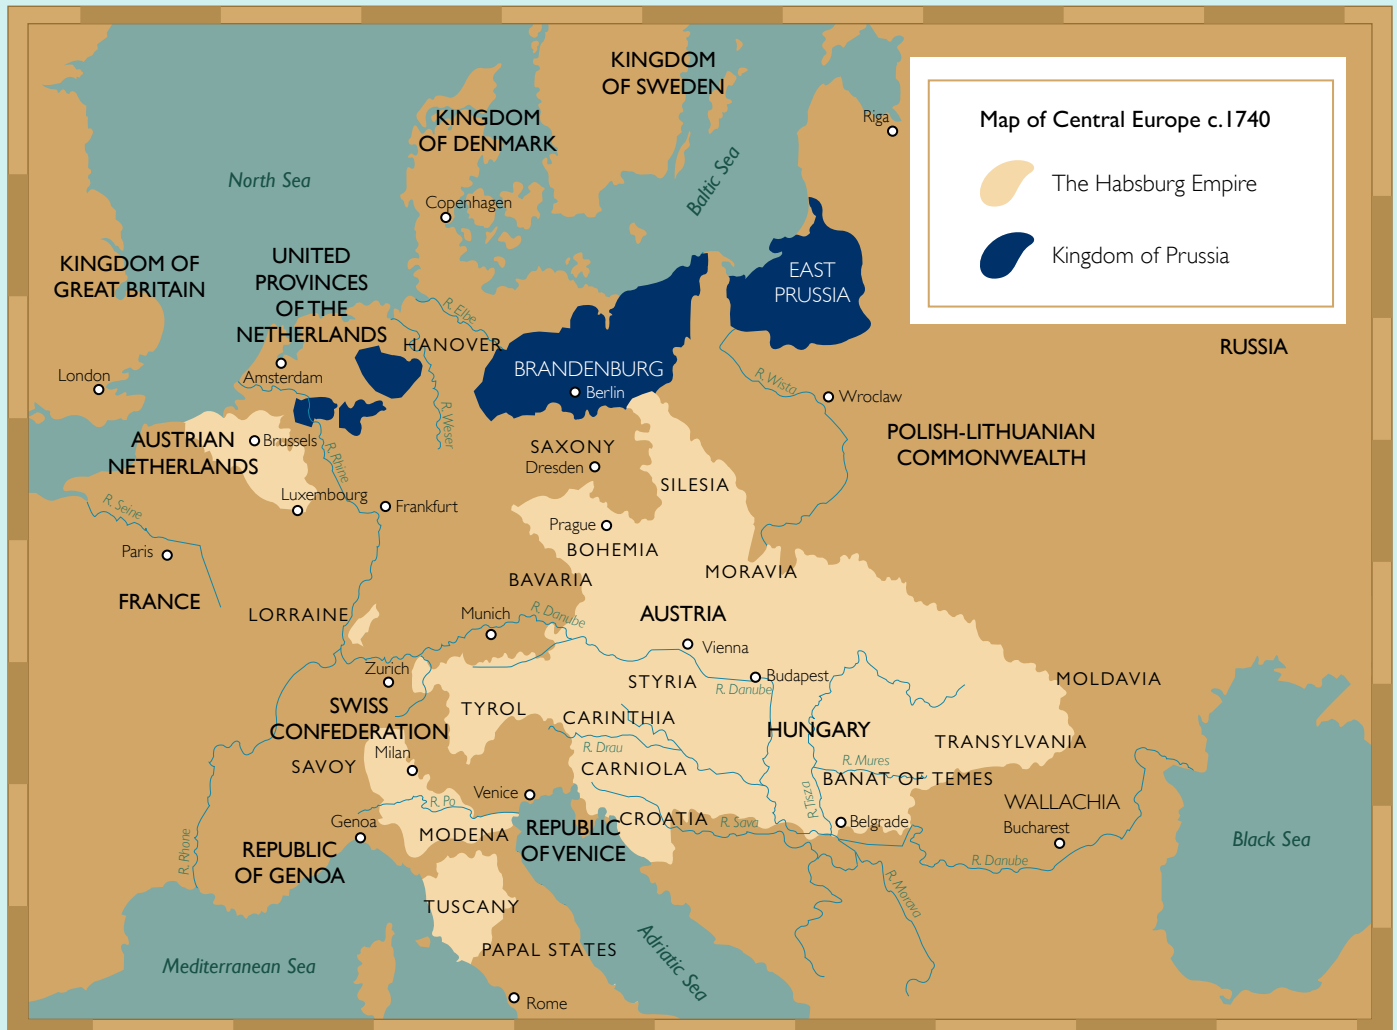 KINGDOM
OF SWEDEN
KINGDOM
OF DENMARK
Riga
Map of Central Europe c.1740
The Habsburg Empire
Kingdom of Prussia
North Sea
Baltic Sea
Copenhagen
KINGDOM OF
GREAT BRITAIN
UNITED
PROVINCES
OF THE
NETHERLANDS
EAST
PRUSSIA
R. Elbe
HANOVER
RUSSIA
London
Amsterdam
BRANDENBURG
Berlin
R. Wista
Wroclaw
R. Weser
AUSTRIAN
NETHERLANDS
Brussels
R. Rhine
SAXONY
Dresden
POLISH-LITHUANIAN
COMMONWEALTH
SILESIA
Luxembourg
Frankfurt
R. Seine
Paris
Prague
BOHEMIA
MORAVIA
BAVARIA
FRANCE
LORRAINE
Munich
R. Danube
AUSTRIA
Vienna
Zurich
STYRIA
R. Danube
Budapest
MOLDAVIA
SWISS
CONFEDERATION
TYROL
CARINTHIA
HUNGARY
TRANSYLVANIA
Milan
R. Drau
SAVOY
CARNIOLA
R. Mures
BANAT OF TEMES
Venice
R. Po
R. Tisza
WALLACHIA
Genoa
MODENA
REPUBLIC
OF VENICE
CROATIA
R. Sava
Belgrade
Bucharest
Black Sea
R. Rhone
REPUBLIC
OF GENOA
R. Danube
R. Morava
TUSCANY
PAPAL STATES
Adriatic Sea
Mediterranean Sea
Rome